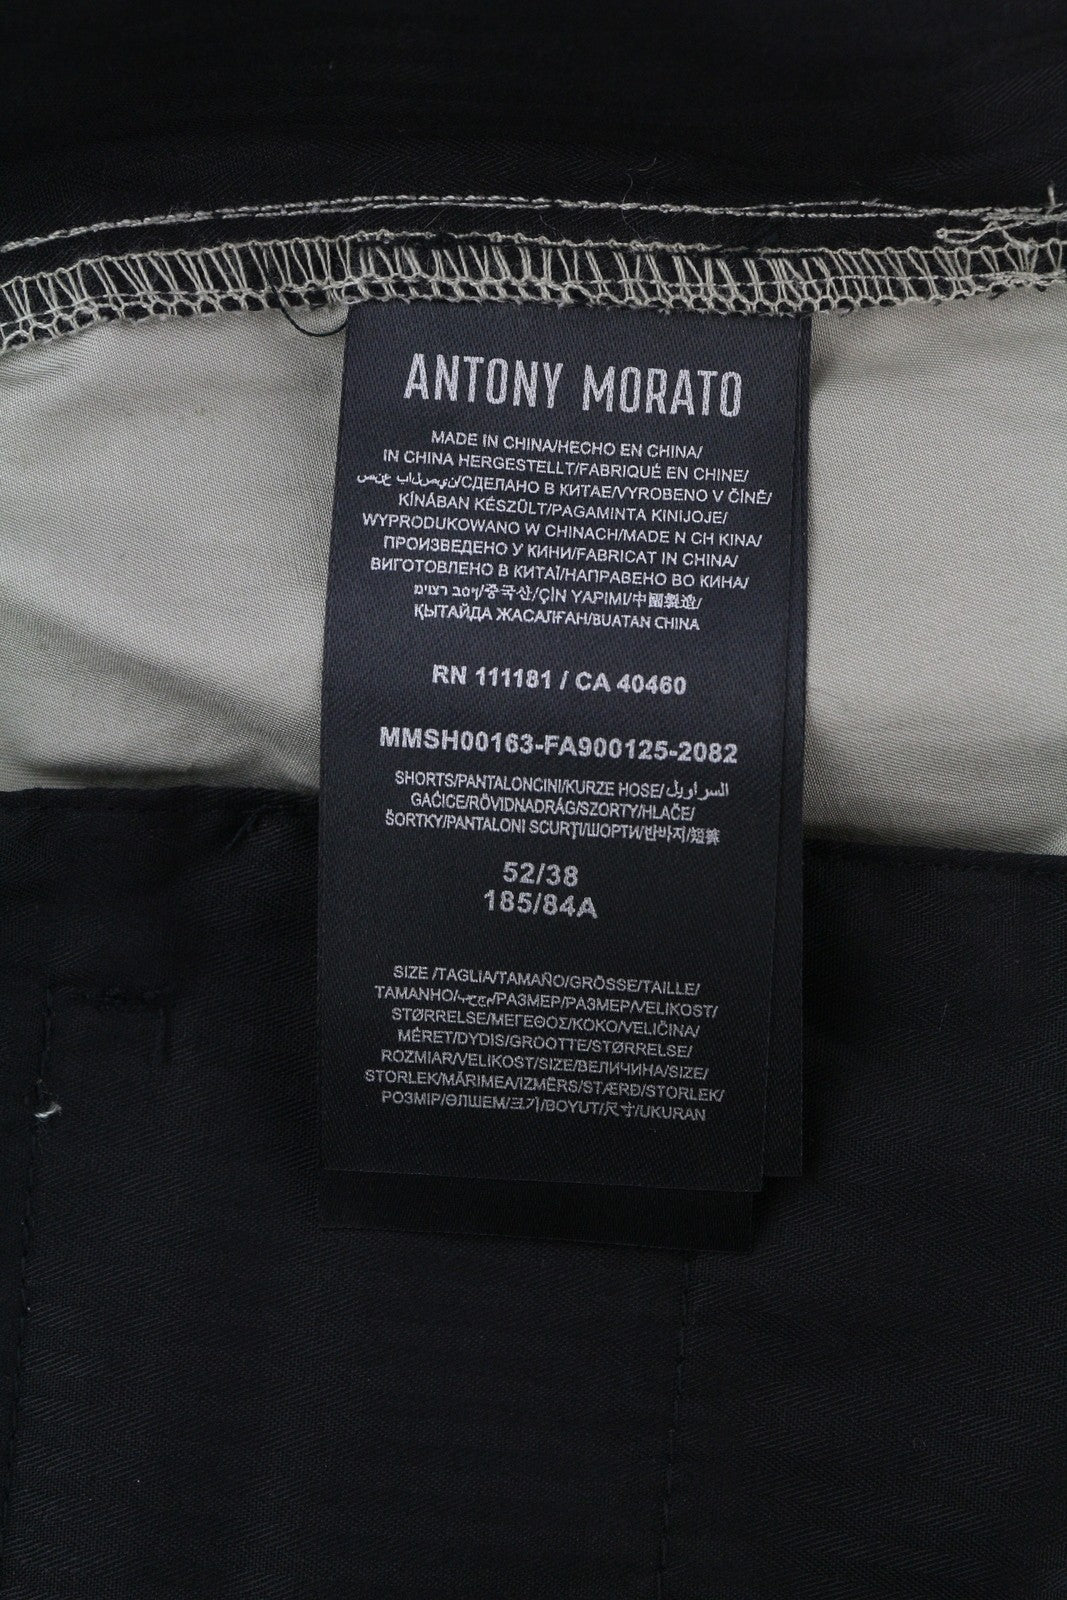 ANTONY MORATO
MADE IN CHINA/HECHO EN CHINA/
IN CHINA HERGESTELLT/FABRIQUÉ EN CHINE/
СДЕЛАНО В КИТАЕ/VYROBENO V ČÍNĚ/
KÍNÁBAN KÉSZÜLT/PAGAMINTA KINIJOJE/
WYPRODUKOWANO W CHINACH/MADE N CH KINA/
ПРОИЗВЕДЕНО У КИНИ/FABRICAT IN CHINA/
ВИГОТОВЛЕНО В КИТАЇ/НАПРАВЕНО ВО КИНА/
중국산/ÇİN YAPIMI/中國製造/
ҚЫТАЙДА ЖАСАЛҒАН/BUATAN CHINA
RN 111181 / CA 40460
MMSH00163-FA900125-2082
SHORTS/PANTALONCINI/KURZE HOSE/السراويل
GAĆICE/RÖVIDNADRÁG/SZORTY/HLAČE/
ŠORTKY/PANTALONI SCURŢI/ШОРТИ/반바지/短褲
52/38
185/84A
SIZE /TAGLIA/TAMAÑO/GRÖSSE/TAILLE/
TAMANHO/حجم/РАЗМЕР/РАЗМЕР/VELIKOST/
STØRRELSE/ΜΕΓΕΘΟΣ/KOKO/VELIČINA/
MÉRET/DYDIS/GROOTTE/STØRRELSE/
ROZMIAR/VELIKOST/SIZE/ВЕЛИЧИНА/SIZE/
STORLEK/MĂRIMEA/IZMĒRS/STÆRÐ/STORLEK/
РОЗМІР/ӨЛШЕМ/크기/BOYUT/尺寸/UKURAN